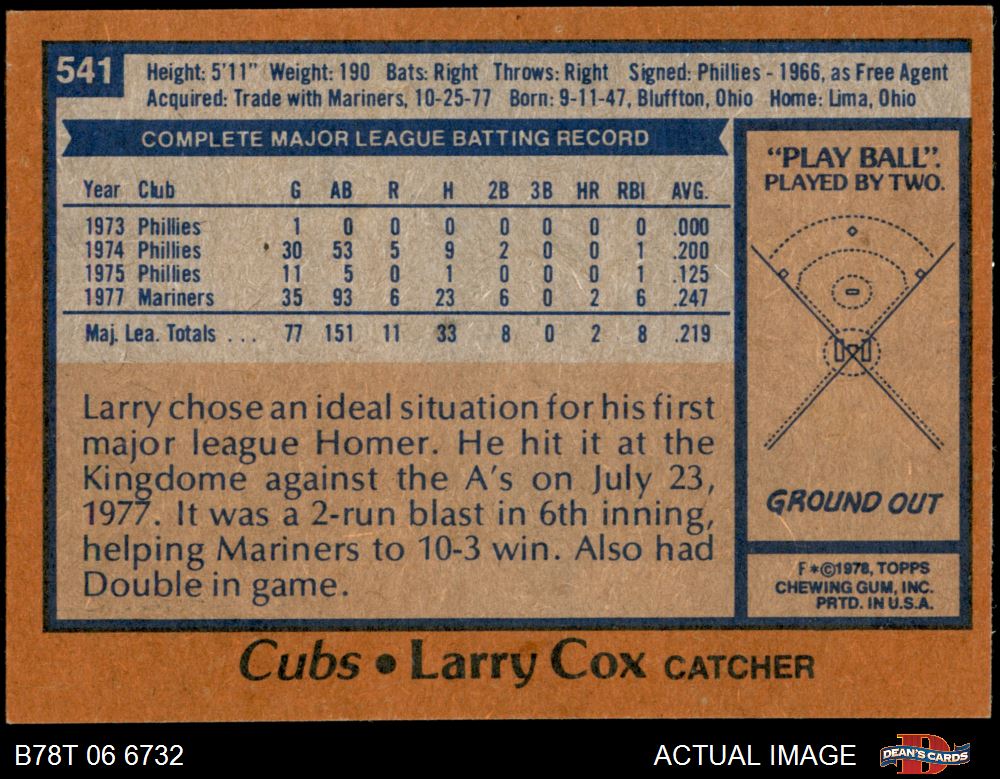 541
Height: 5'11" Weight: 190 Bats: Right Throws: Right Signed: Phillies - 1966, as Free Agent
Acquired: Trade with Mariners, 10-25-77 Born: 9-11-47, Bluffton, Ohio Home: Lima, Ohio
COMPLETE MAJOR LEAGUE BATTING RECORD
Year Club G AB R H 2B 3B HR RBI AVG.
1973 Phillies 1 0 0 0 0 0 0 0 .000
1974 Phillies 30 53 5 9 2 0 0 1 .200
1975 Phillies 11 5 0 1 0 0 0 1 .125
1977 Mariners 35 93 6 23 6 0 2 6 .247
Maj. Lea. Totals . . . 77 151 11 33 8 0 2 8 .219
Larry chose an ideal situation for his first
major league Homer. He hit it at the
Kingdome against the A's on July 23,
1977. It was a 2-run blast in 6th inning,
helping Mariners to 10-3 win. Also had
Double in game.
"PLAY BALL".
PLAYED BY TWO.
GROUND OUT
F*©1978, TOPPS
CHEWING GUM, INC.
PRTD. IN U.S.A.
Cubs • Larry Cox CATCHER
B78T 06 6732
ACTUAL IMAGE
D
DEAN'S CARDS